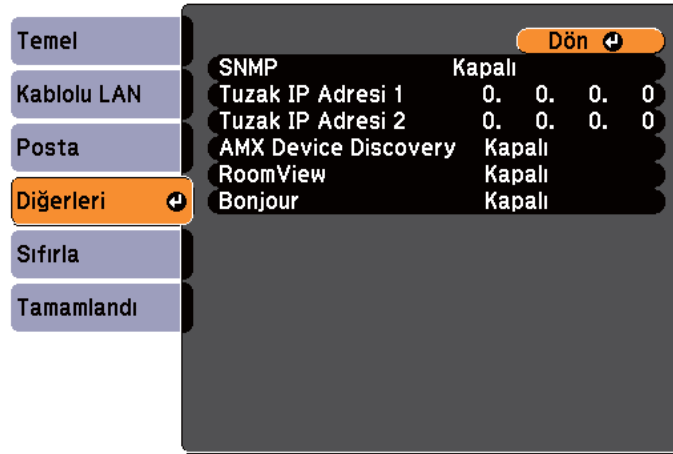 Temel
Kablolu LAN
Posta
Diğerleri
Sıfırla
Tamamlandı
Dön
SNMP Kapalı
Tuzak IP Adresi 1 0. 0. 0. 0
Tuzak IP Adresi 2 0. 0. 0. 0
AMX Device Discovery Kapalı
RoomView Kapalı
Bonjour Kapalı